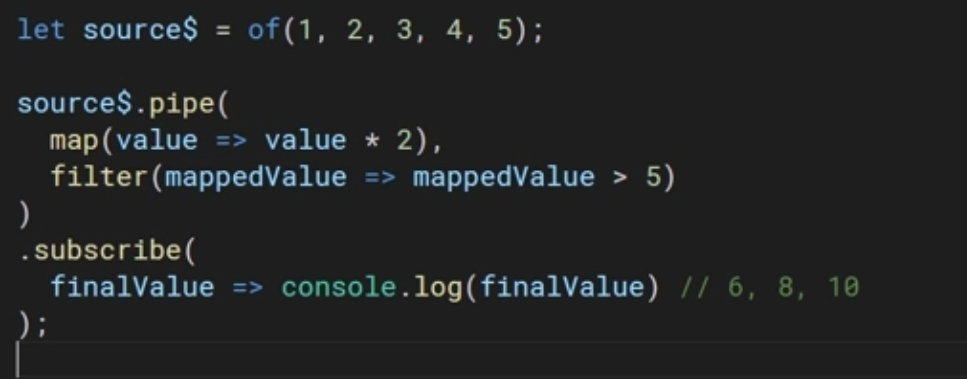 let source$ = of(1, 2, 3, 4, 5);
source$.pipe(
  map(value => value * 2),
  filter(mappedValue => mappedValue > 5)
)
.subscribe(
  finalValue => console.log(finalValue) // 6, 8, 10
);